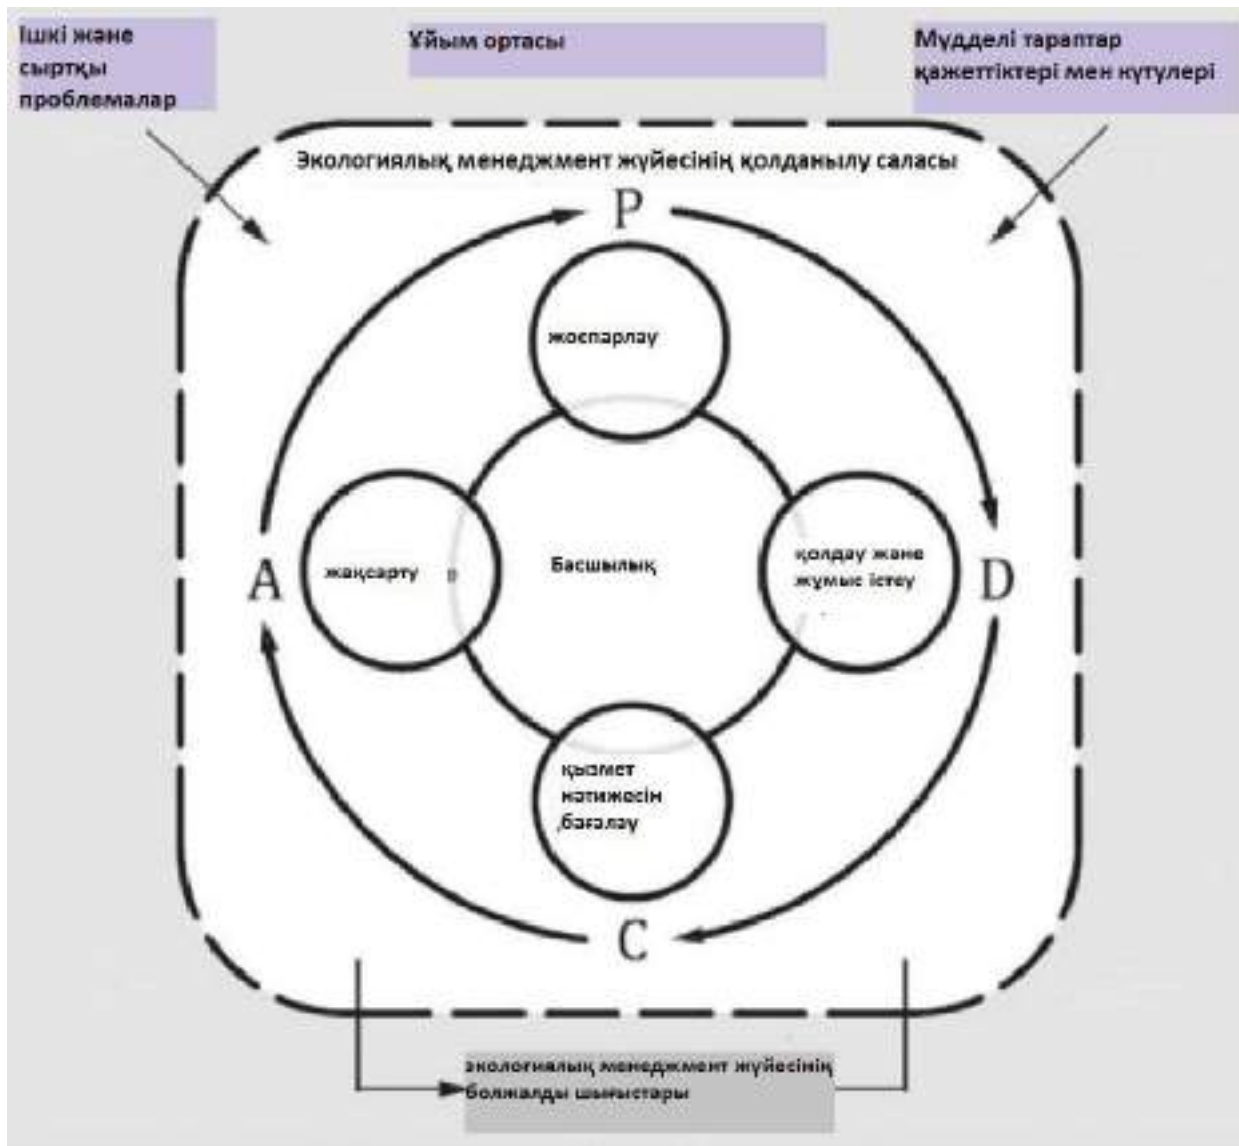 Ішкі және
сыртқы
проблемалар
Ұйым ортасы
Мүдделі тараптар
қажеттіктері мен күтулері
Экологиялық менеджмент жүйесінің қолданылу саласы
P
жоспарлау
A
жақсарту
Басшылық
қолдау және
жұмыс істеу
D
қызмет
нәтижесін
бағалау
C
экологиялық менеджмент жүйесінің
болжалды шығыстары